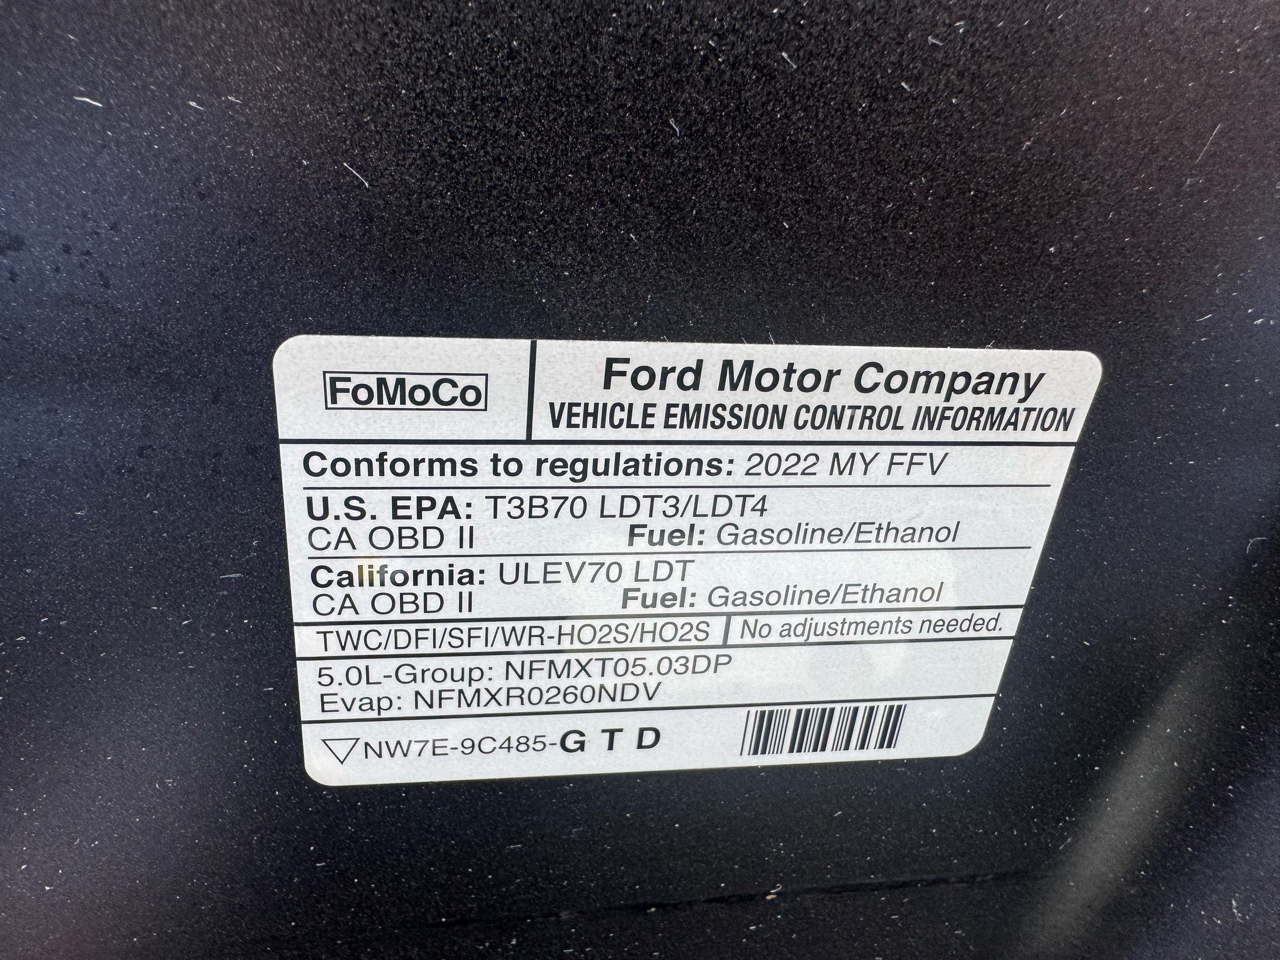 FoMoCo
Ford Motor Company
VEHICLE EMISSION CONTROL INFORMATION
Conforms to regulations: 2022 MY FFV
U.S. EPA: T3B70 LDT3/LDT4
CA OBD II Fuel: Gasoline/Ethanol
California: ULEV70 LDT
CA OBD II Fuel: Gasoline/Ethanol
TWC/DFI/SFI/WR-HO2S/HO2S No adjustments needed.
5.0L-Group: NFMXT05.03DP
Evap: NFMXR0260NDV
NW7E-9C485-G T D